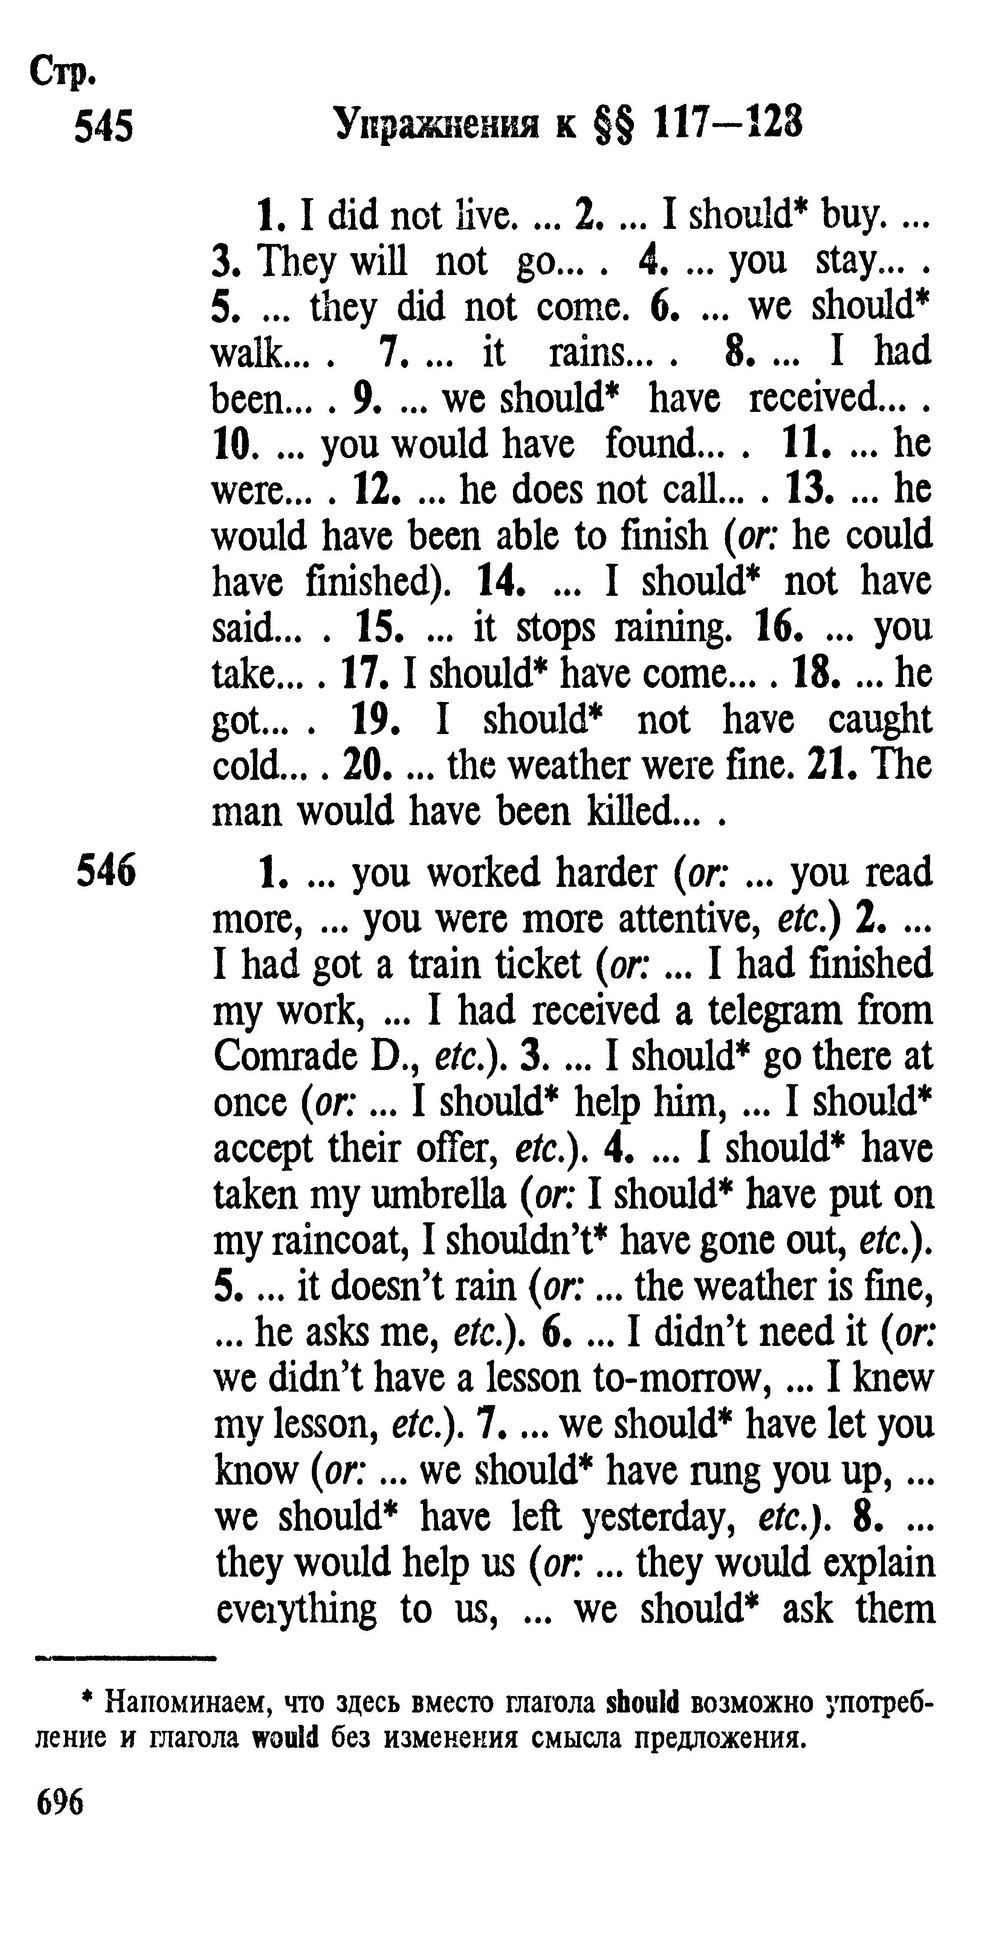 Стр.
545 Упражнения к §§ 117—128
1. I did not live. ... 2. ... I should* buy. ...
3. They will not go... . 4. ... you stay... .
5. ... they did not come. 6. ... we should*
walk... . 7. ... it rains... . 8. ... I had
been... . 9. ... we should* have received... .
10. ... you would have found... . 11. ... he
were... . 12. ... he does not call... . 13. ... he
would have been able to finish (or: he could
have finished). 14. ... I should* not have
said... . 15. ... it stops raining. 16. ... you
take... . 17. I should* have come... . 18. ... he
got... . 19. I should* not have caught
cold... . 20. ... the weather were fine. 21. The
man would have been killed... .
546 1. ... you worked harder (or: ... you read
more, ... you were more attentive, etc.) 2. ...
I had got a train ticket (or: ... I had finished
my work, ... I had received a telegram from
Comrade D., etc.). 3. ... I should* go there at
once (or: ... I should* help him, ... I should*
accept their offer, etc.). 4. ... I should* have
taken my umbrella (or: I should* have put on
my raincoat, I shouldn't* have gone out, etc.).
5. ... it doesn't rain (or: ... the weather is fine,
... he asks me, etc.). 6. ... I didn't need it (or:
we didn't have a lesson to-morrow, ... I knew
my lesson, etc.). 7. ... we should* have let you
know (or: ... we should* have rung you up, ...
we should* have left yesterday, etc.). 8. ...
they would help us (or: ... they would explain
everything to us, ... we should* ask them
* Напоминаем, что здесь вместо глагола should возможно употреб-
ление и глагола would без изменения смысла предложения.
696